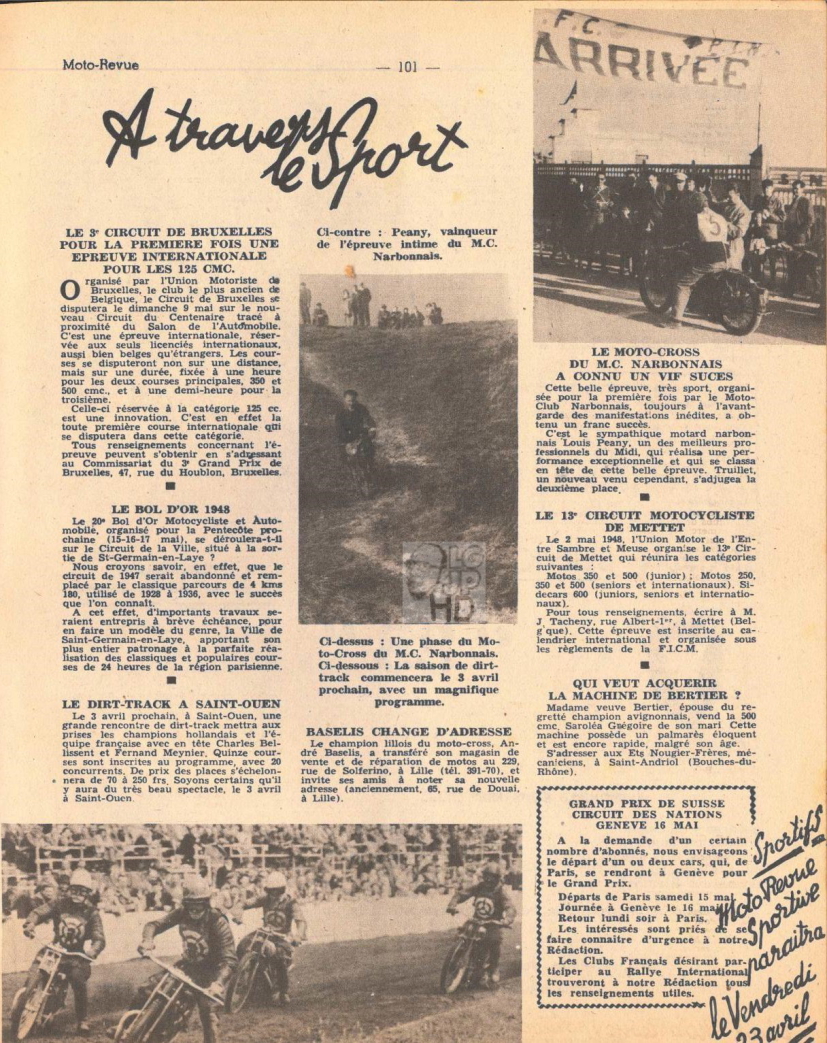 Moto-Revue
— 101 —
A travers
le Sport
LE 3e CIRCUIT DE BRUXELLES
POUR LA PREMIERE FOIS UNE
EPREUVE INTERNATIONALE
POUR LES 125 CMC.
Organisé par l'Union Motoriste de
Bruxelles, le club le plus ancien de
Belgique, le Circuit de Bruxelles se
disputera le dimanche 9 mai sur le nou-
veau Circuit du Centenaire tracé à
proximité du Salon de l'Automobile.
C'est une épreuve internationale, réser-
vée aux seuls licenciés internationaux,
aussi bien belges qu'étrangers. Les cour-
ses se disputeront non sur une distance,
mais sur une durée, fixée à une heure
pour les deux courses principales, 350 et
500 cmc., et à une demi-heure pour la
troisième.
Celle-ci réservée à la catégorie 125 cc.
est une innovation. C'est en effet la
toute première course internationale qui
se disputera dans cette catégorie.
Tous renseignements concernant l'é-
preuve peuvent s'obtenir en s'adressant
au Commissariat du 3e Grand Prix de
Bruxelles, 47, rue du Houblon, Bruxelles.
LE BOL D'OR 1948
Le 20e Bol d'Or Motocycliste et Auto-
mobile, organisé pour la Pentecôte pro-
chaine (15-16-17 mai), se déroulera-t-il
sur le Circuit de la Ville, situé à la sor-
tie de St-Germain-en-Laye ?
Nous croyons savoir, en effet, que le
circuit de 1947 serait abandonné et rem-
placé par le classique parcours de 4 kms
180, utilisé de 1928 à 1936, avec le succès
que l'on connaît.
A cet effet, d'importants travaux se-
raient entrepris à brève échéance, pour
en faire un modèle du genre, la Ville de
Saint-Germain-en-Laye, apportant son
plus entier patronage à la parfaite réa-
lisation des classiques et populaires cour-
ses de 24 heures de la région parisienne.
LE DIRT-TRACK A SAINT-OUEN
Le 3 avril prochain, à Saint-Ouen, une
grande rencontre de dirt-track mettra aux
prises les champions hollandais et l'é-
quipe française avec en tête Charles Bel-
lissent et Fernand Meynier. Quinze cour-
ses sont inscrites au programme, avec 20
concurrents. De prix des places s'échelon-
nera de 70 à 250 frs. Soyons certains qu'il
y aura du très beau spectacle, le 3 avril
à Saint-Ouen.
Ci-contre : Peany, vainqueur
de l'épreuve intime du M.C.
Narbonnais.
HD
Ci-dessus : Une phase du Mo-
to-Cross du M.C. Narbonnais.
Ci-dessous : La saison de dirt-
track commencera le 3 avril
prochain, avec un magnifique
programme.
BASELIS CHANGE D'ADRESSE
Le champion lillois du moto-cross, An-
dré Baselis, a transféré son magasin de
vente et de réparation de motos au 229,
rue de Solferino, à Lille (tél. 391-70), et
invite ses amis à noter sa nouvelle
adresse (anciennement, 65, rue de Douai,
à Lille).
F.C.
ARRIVÉE
5
LE MOTO-CROSS
DU M.C. NARBONNAIS
A CONNU UN VIF SUCES
Cette belle épreuve, très sport, organi-
sée pour la première fois par le Moto-
Club Narbonnais, toujours à l'avant-
garde des manifestations inédites, a ob-
tenu un franc succès.
C'est le sympathique motard narbon-
nais Louis Peany, un des meilleurs pro-
fessionnels du Midi, qui réalisa une per-
formance exceptionnelle et qui se classa
en tête de cette belle épreuve. Truillet,
un nouveau venu cependant, s'adjugea la
deuxième place.
LE 13e CIRCUIT MOTOCYCLISTE
DE METTET
Le 2 mai 1948, l'Union Motor de l'En-
tre Sambre et Meuse organise le 13e Cir-
cuit de Mettet qui réunira les catégories
suivantes :
Motos 350 et 500 (junior) ; Motos 250,
350 et 500 (seniors et internationaux). Si-
decars 600 (juniors, seniors et internatio-
naux).
Pour tous renseignements, écrire à M.
J. Tacheny, rue Albert-1er, à Mettet (Bel-
gique). Cette épreuve est inscrite au ca-
lendrier international et organisée sous
les règlements de la F.I.C.M.
QUI VEUT ACQUERIR
LA MACHINE DE BERTIER ?
Madame veuve Bertier, épouse du re-
gretté champion avignonnais, vend la 500
cmc, Saroléa Guégoire de son mari Cette
machine possède un palmarès éloquent
et est encore rapide, malgré son âge.
S'adresser aux Ets Nougier-Frères, mé-
caniciens, à Saint-Andriol (Bouches-du-
Rhône).
GRAND PRIX DE SUISSE
CIRCUIT DES NATIONS
GENEVE 16 MAI
A la demande d'un certain
nombre d'abonnés, nous envisageons
le départ d'un ou deux cars, qui, de
Paris, se rendront à Genève pour
le Grand Prix.
Départs de Paris samedi 15 mai
Journée à Genève le 16 mai
Retour lundi soir à Paris.
Les intéressés sont priés de se
faire connaître d'urgence à notre
Rédaction.
Les Clubs Français désirant par-
ticiper au Rallye International
trouveront à notre Rédaction tous
les renseignements utiles.
Sportifs
Moto Revue
Sportive
paraitra
le Vendredi
23 avril